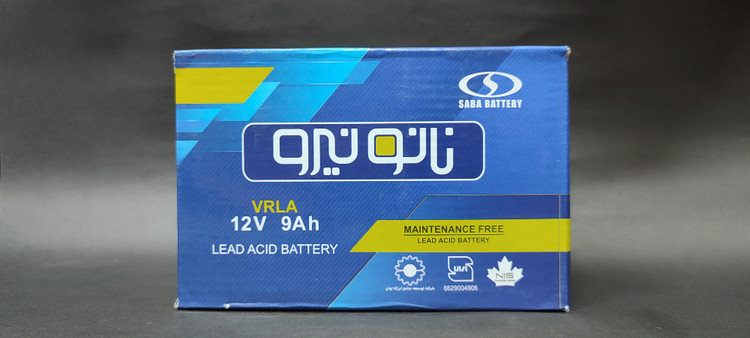 SABA BATTERY
نانو نیرو
VRLA
12V 9Ah
LEAD ACID BATTERY
MAINTENANCE FREE
LEAD ACID BATTERY
6629004906
NIS